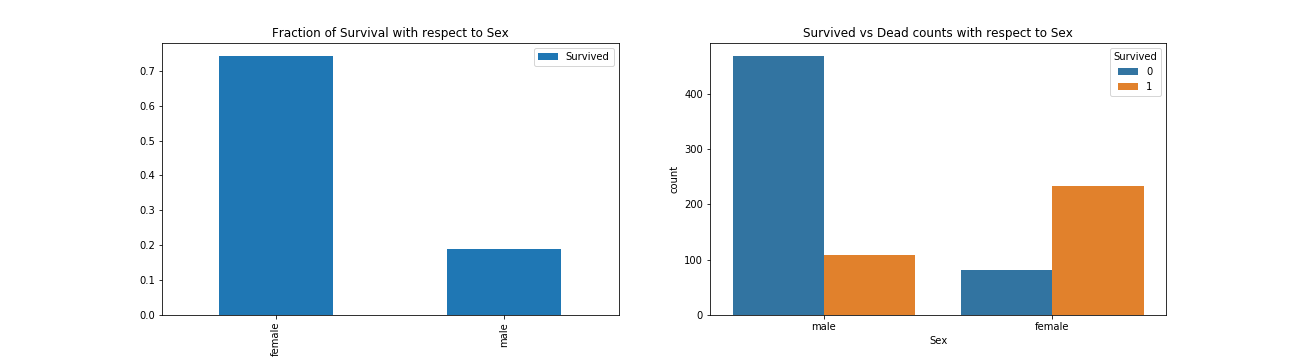 Fraction of Survival with respect to Sex
Survived
0.7
0.6
0.5
0.4
0.3
0.2
0.1
0.0
female
male
Survived vs Dead counts with respect to Sex
Survived
0
1
count
400
300
200
100
0
male
female
Sex